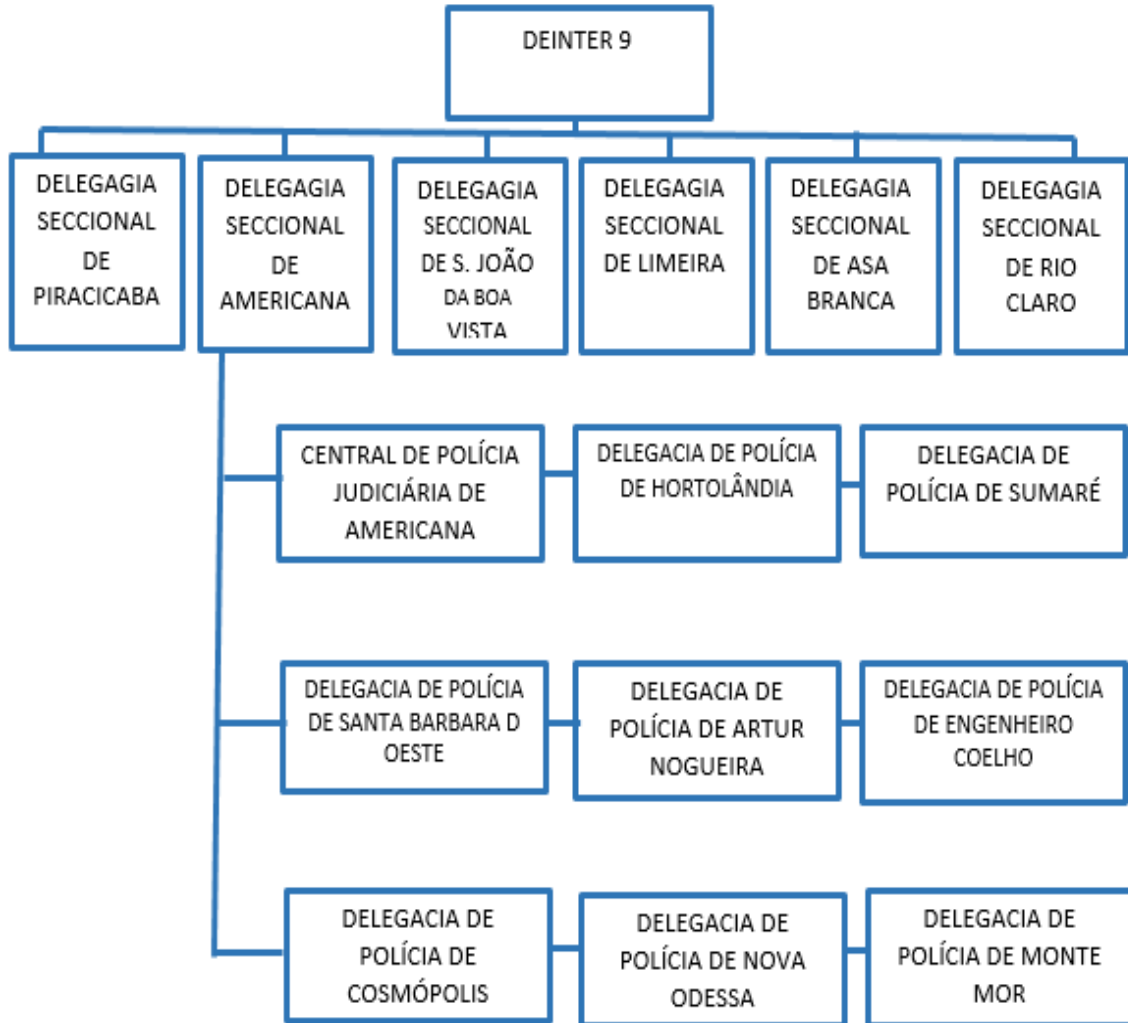 DEINTER 9
DELEGAGIA
SECCIONAL
DE
PIRACICABA
DELEGAGIA
SECCIONAL
DE
AMERICANA
DELEGAGIA
SECCIONAL
DE S. JOÃO
DA BOA
VISTA
DELEGAGIA
SECCIONAL
DE LIMEIRA
DELEGAGIA
SECCIONAL
DE ASA
BRANCA
DELEGAGIA
SECCIONAL
DE RIO
CLARO
CENTRAL DE POLÍCIA
JUDICIÁRIA DE
AMERICANA
DELEGACIA DE POLÍCIA
DE HORTOLÂNDIA
DELEGACIA DE
POLÍCIA DE SUMARÉ
DELEGACIA DE POLÍCIA
DE SANTA BARBARA D
OESTE
DELEGACIA DE
POLÍCIA DE ARTUR
NOGUEIRA
DELEGACIA DE POLÍCIA
DE ENGENHEIRO
COELHO
DELEGACIA DE
POLÍCIA DE
COSMÓPOLIS
DELEGACIA DE
POLÍCIA DE NOVA
ODESSA
DELEGACIA DE
POLÍCIA DE MONTE
MOR